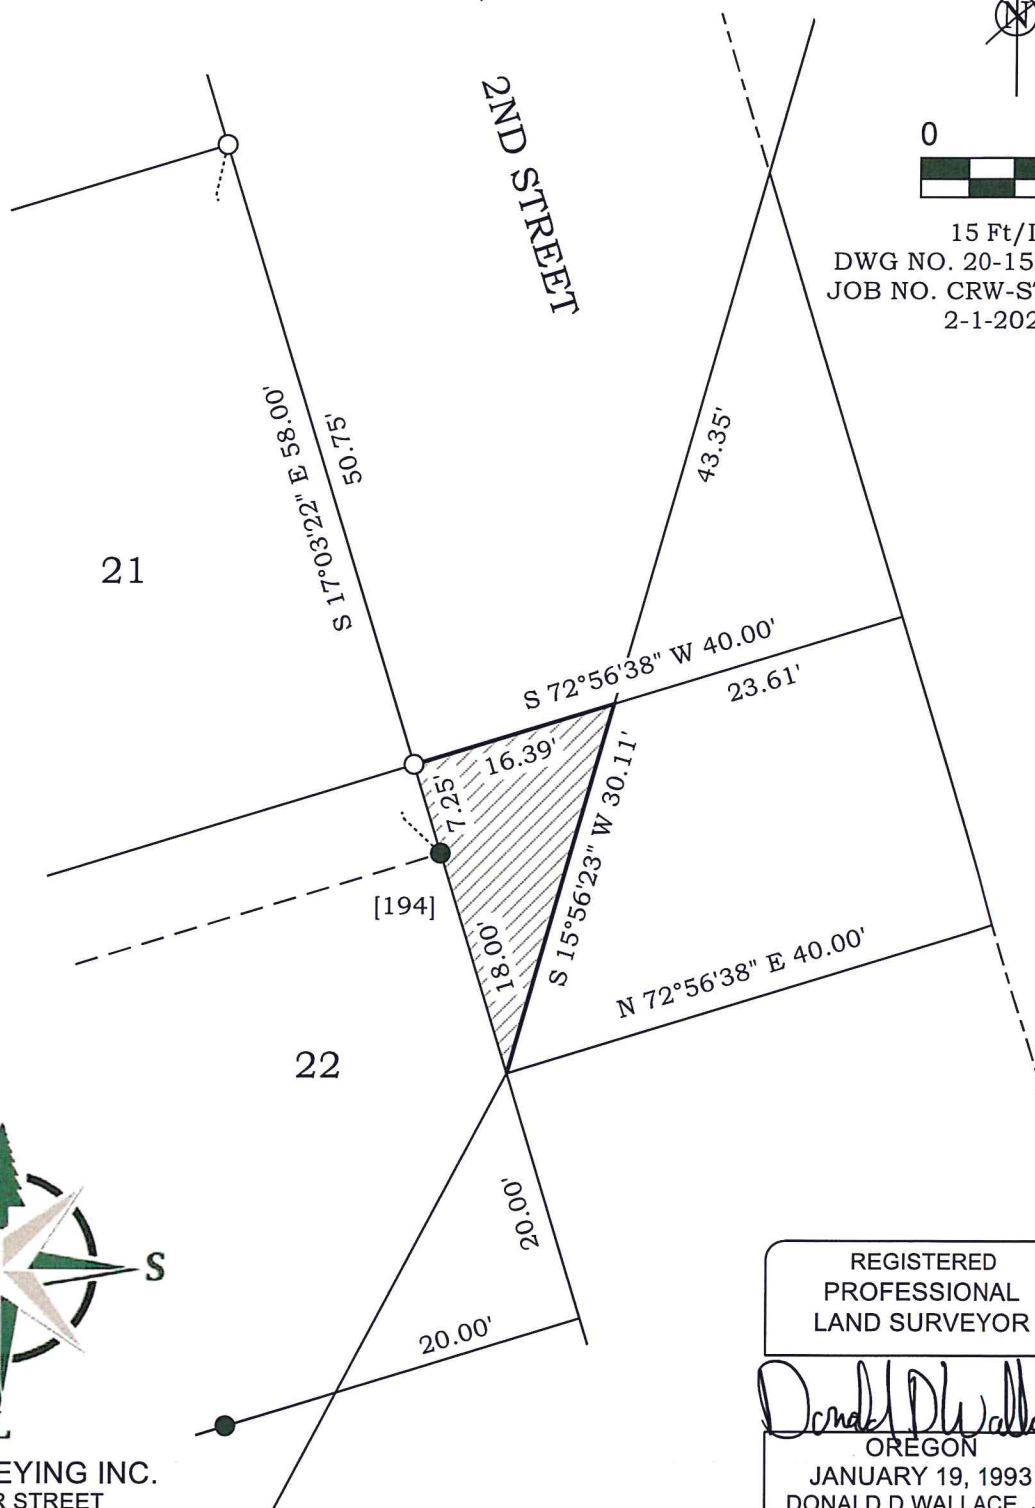 N
2ND STREET
0
15 Ft/I
DWG NO. 20-15
JOB NO. CRW-S
2-1-202
S 17°03'22" E 58.00'
50.75'
43.35'
21
S 72°56'38" W 40.00'
23.61'
16.39'
7.25'
S 15°56'23" W 30.11'
[194]
18.00'
N 72°56'38" E 40.00'
22
20.00'
S
20.00'
REGISTERED
PROFESSIONAL
LAND SURVEYOR
Donald D Walla
OREGON
JANUARY 19, 1993
DONALD D WALLACE,
EYING INC.
R STREET